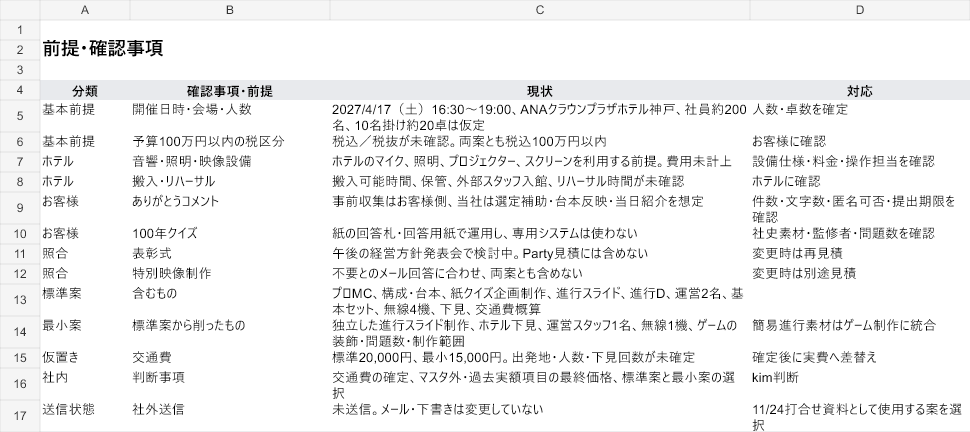 A B C D
1
2 前提・確認事項
3
4 分類 確認事項・前提 現状 対応
5 基本前提 開催日時・会場・人数 2027/4/17（土）16:30～19:00、ANAクラウンプラザホテル神戸、社員約200 人数・卓数を確定
名、10名掛け約20卓は仮定
6 基本前提 予算100万円以内の税区分 税込／税抜が未確認。両案とも税込100万円以内 お客様に確認
7 ホテル 音響・照明・映像設備 ホテルのマイク、照明、プロジェクター、スクリーンを利用する前提。費用未計上 設備仕様・料金・操作担当を確認
8 ホテル 搬入・リハーサル 搬入可能時間、保管、外部スタッフ入館、リハーサル時間が未確認 ホテルに確認
9 お客様 ありがとうコメント 事前収集はお客様側、当社は選定補助・台本反映・当日紹介を想定 件数・文字数・匿名可否・提出期限を
確認
10 お客様 100年クイズ 紙の回答札・回答用紙で運用し、専用システムは使わない 社史素材・監修者・問題数を確認
11 照合 表彰式 午後の経営方針発表会で検討中。Party見積には含めない 変更時は再見積
12 照合 特別映像制作 不要とのメール回答に合わせ、両案とも含めない 変更時は別途見積
13 標準案 含むもの プロMC、構成・台本、紙クイズ企画制作、進行スライド、進行D、運営2名、基
本セット、無線4機、下見、交通費概算
14 最小案 標準案から削ったもの 独立した進行スライド制作、ホテル下見、運営スタッフ1名、無線1機、ゲームの 簡易進行素材はゲーム制作に統合
装飾・問題数・制作範囲
15 仮置き 交通費 標準20,000円、最小15,000円。出発地・人数・下見回数が未確定 確定後に実費へ差替え
16 社内 判断事項 交通費の確定、マスタ外・過去実額項目の最終価格、標準案と最小案の選 kim判断
択
17 送信状態 社外送信 未送信。メール・下書きは変更していない 11/24打合せ資料として使用する案を選
択